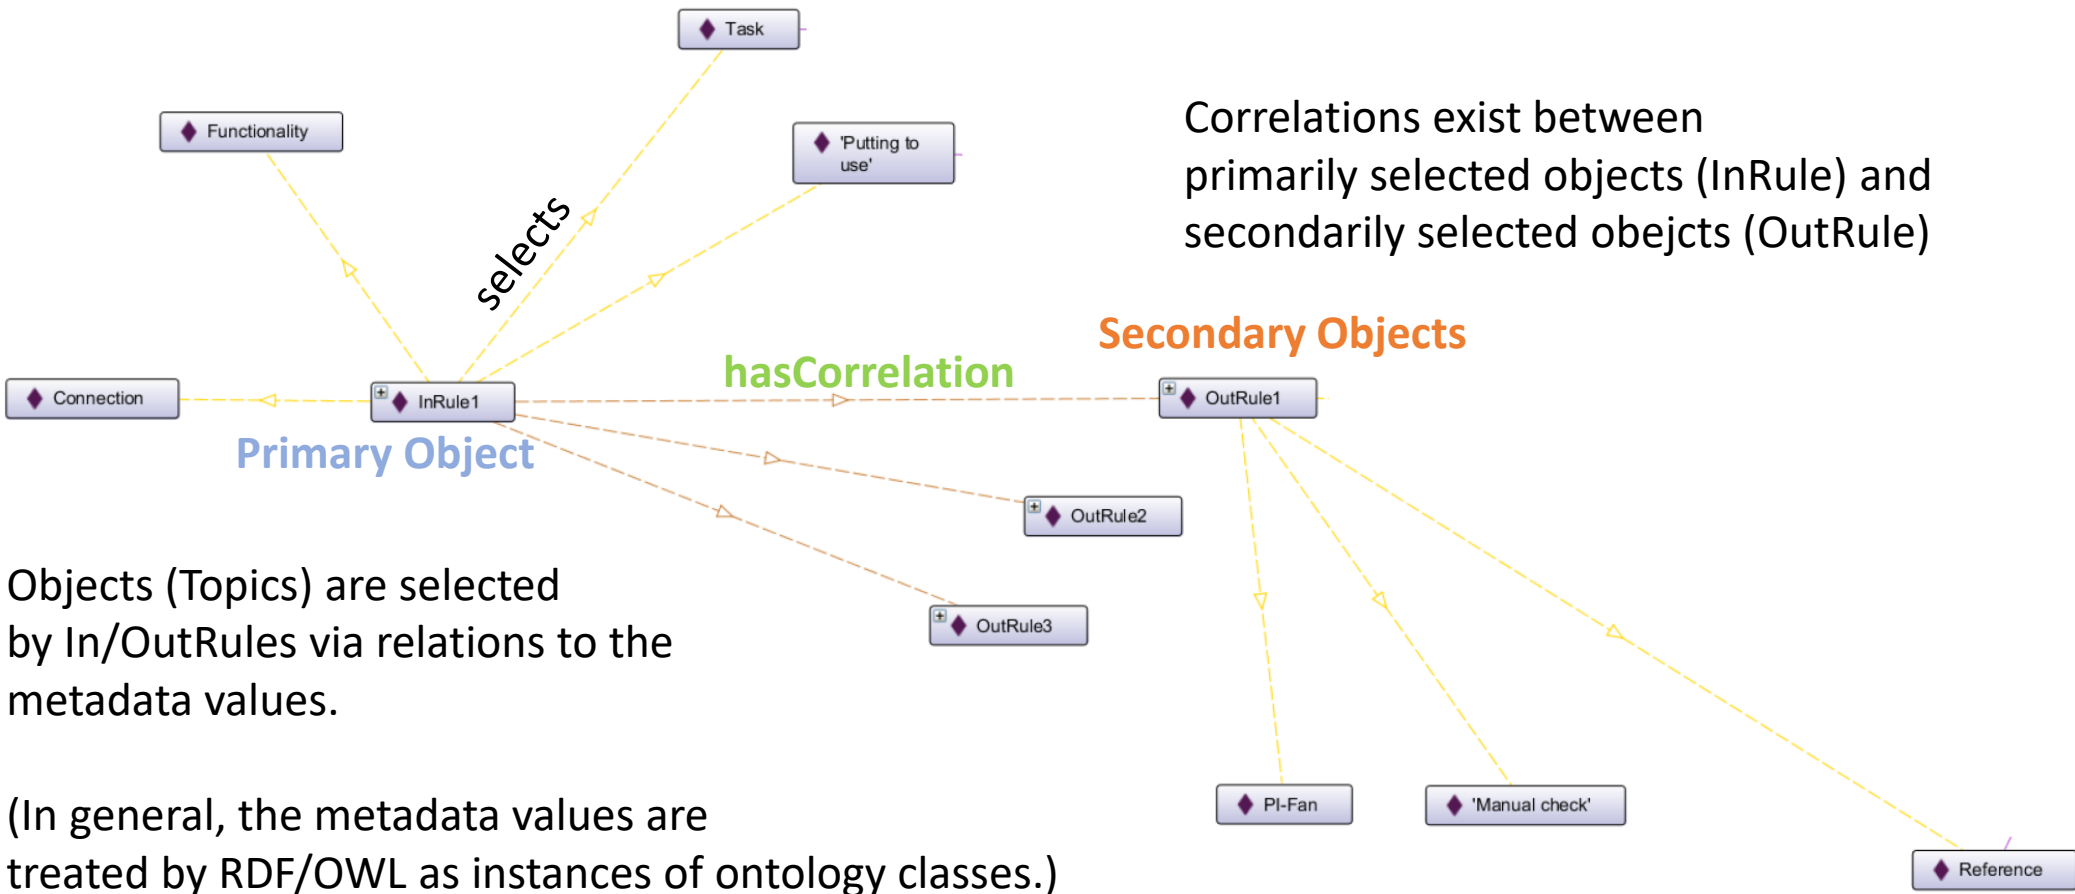 Task
Functionality
'Putting to
use'
Correlations exist between
primarily selected objects (InRule) and
secondarily selected obejcts (OutRule)
selects
Secondary Objects
hasCorrelation
Connection
InRule1
OutRule1
Primary Object
OutRule2
Objects (Topics) are selected
by In/OutRules via relations to the
metadata values.
OutRule3
(In general, the metadata values are
treated by RDF/OWL as instances of ontology classes.)
PI-Fan
'Manual check'
Reference